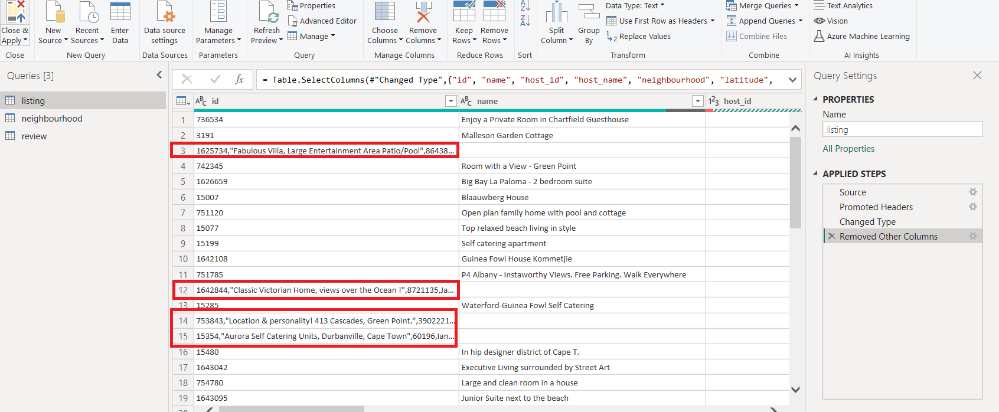 Close &
Apply
New
Source
Recent
Sources
Enter
Data
Data source
settings
Manage
Parameters
Refresh
Preview
Properties
Advanced Editor
Manage
Choose
Columns
Remove
Columns
Keep
Rows
Remove
Rows
Split
Column
Group
By
Data Type: Text
Use First Row as Headers
Replace Values
Merge Queries
Append Queries
Combine Files
Text Analytics
Vision
Azure Machine Learning
Close
New Query
Data Sources
Parameters
Query
Manage Columns
Reduce Rows
Sort
Transform
Combine
AI Insights
Queries [3]
listing
neighbourhood
review
fx
= Table.SelectColumns(#"Changed Type",{"id", "name", "host_id", "host_name", "neighbourhood", "latitude",
ABC id ABC name 123 host_id
1 736534 Enjoy a Private Room in Chartfield Guesthouse
2 3191 Malleson Garden Cottage
3 1625734,"Fabulous Villa, Large Entertainment Area Patio/Pool",86438...
4 742345 Room with a View - Green Point
5 1626659 Big Bay La Paloma - 2 bedroom suite
6 15007 Blaauwberg House
7 751120 Open plan family home with pool and cottage
8 15077 Top relaxed beach living in style
9 15199 Self catering apartment
10 1642108 Guinea Fowl House Kommetjie
11 751785 P4 Albany - Instaworthy Views. Free Parking. Walk Everywhere
12 1642844,"Classic Victorian Home, views over the Ocean !",8721135,Ja...
13 15285 Waterford-Guinea Fowl Self Catering
14 753843,"Location & personality! 413 Cascades, Green Point.",3902221...
15 15354,"Aurora Self Catering Units, Durbanville, Cape Town",60196,Ian...
16 15480 In hip designer district of Cape T.
17 1643042 Executive Living surrounded by Street Art
18 754780 Large and clean room in a house
19 1643095 Junior Suite next to the beach
Query Settings
PROPERTIES
Name
listing
All Properties
APPLIED STEPS
Source
Promoted Headers
Changed Type
Removed Other Columns